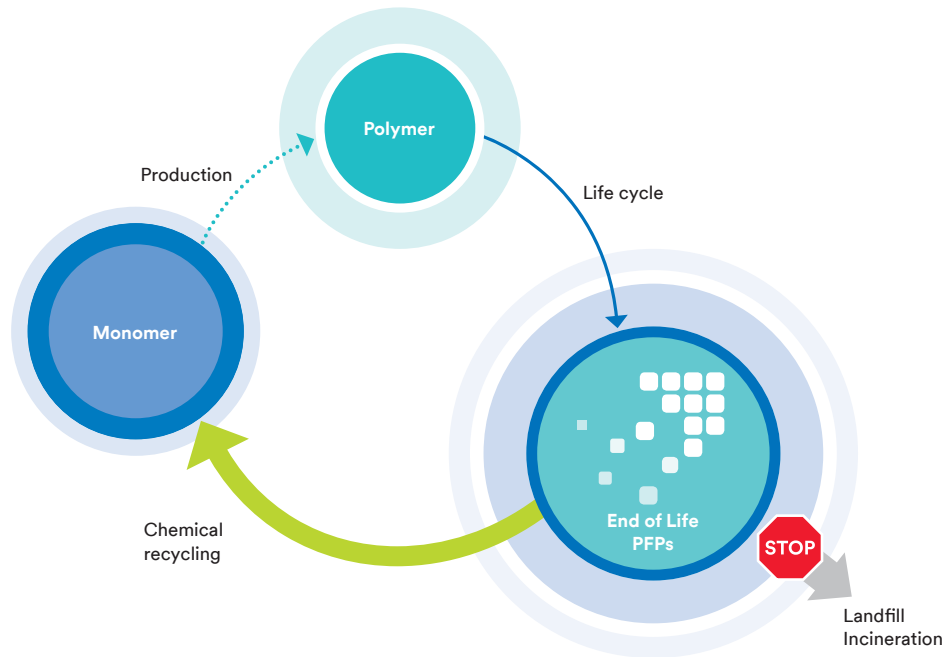 Polymer
Production
Life cycle
Monomer
Chemical
recycling
End of Life
PFPs
STOP
Landfill
Incineration